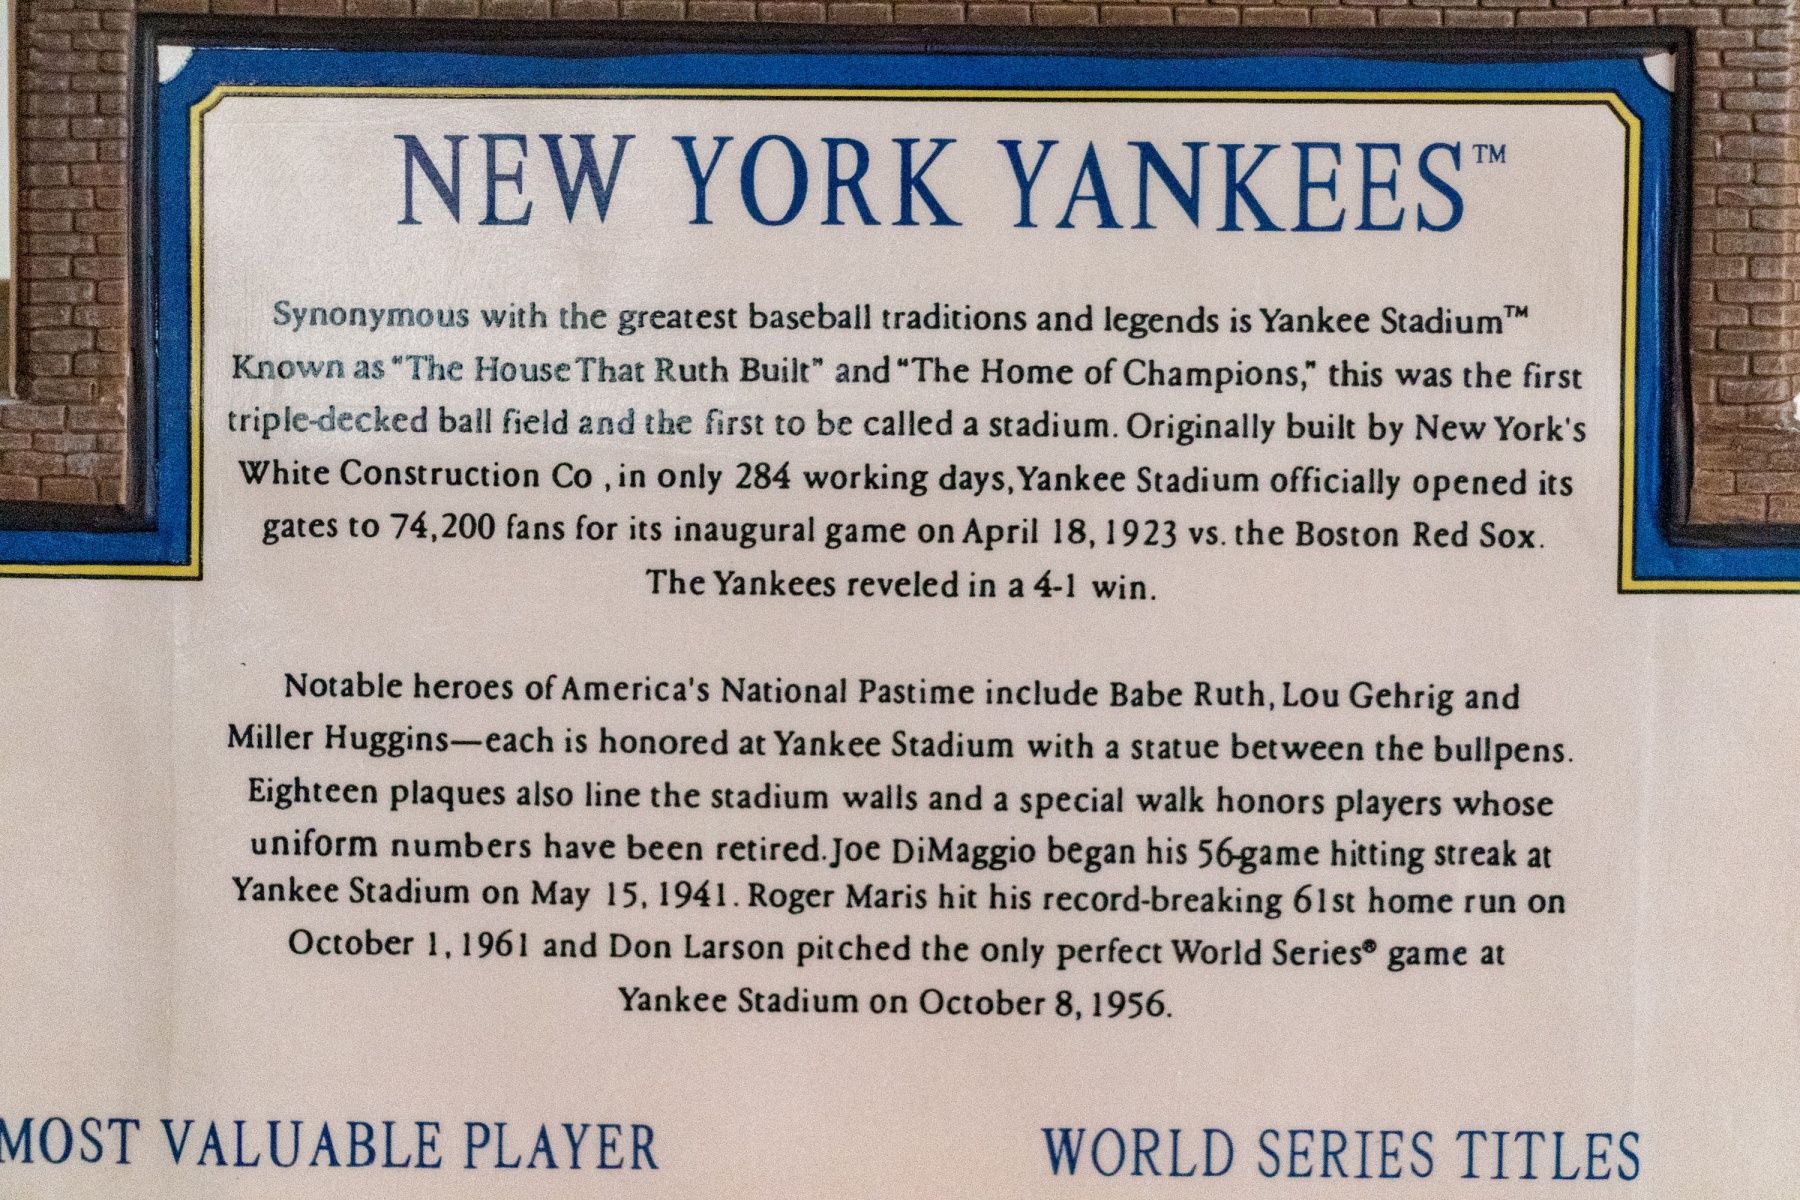 NEW YORK YANKEES™
Synonymous with the greatest baseball traditions and legends is Yankee Stadium™
Known as "The House That Ruth Built" and "The Home of Champions," this was the first
triple-decked ball field and the first to be called a stadium. Originally built by New York's
White Construction Co , in only 284 working days, Yankee Stadium officially opened its
gates to 74,200 fans for its inaugural game on April 18, 1923 vs. the Boston Red Sox.
The Yankees reveled in a 4-1 win.
Notable heroes of America's National Pastime include Babe Ruth, Lou Gehrig and
Miller Huggins—each is honored at Yankee Stadium with a statue between the bullpens.
Eighteen plaques also line the stadium walls and a special walk honors players whose
uniform numbers have been retired. Joe DiMaggio began his 56-game hitting streak at
Yankee Stadium on May 15, 1941. Roger Maris hit his record-breaking 61st home run on
October 1, 1961 and Don Larson pitched the only perfect World Series® game at
Yankee Stadium on October 8, 1956.
MOST VALUABLE PLAYER
WORLD SERIES TITLES